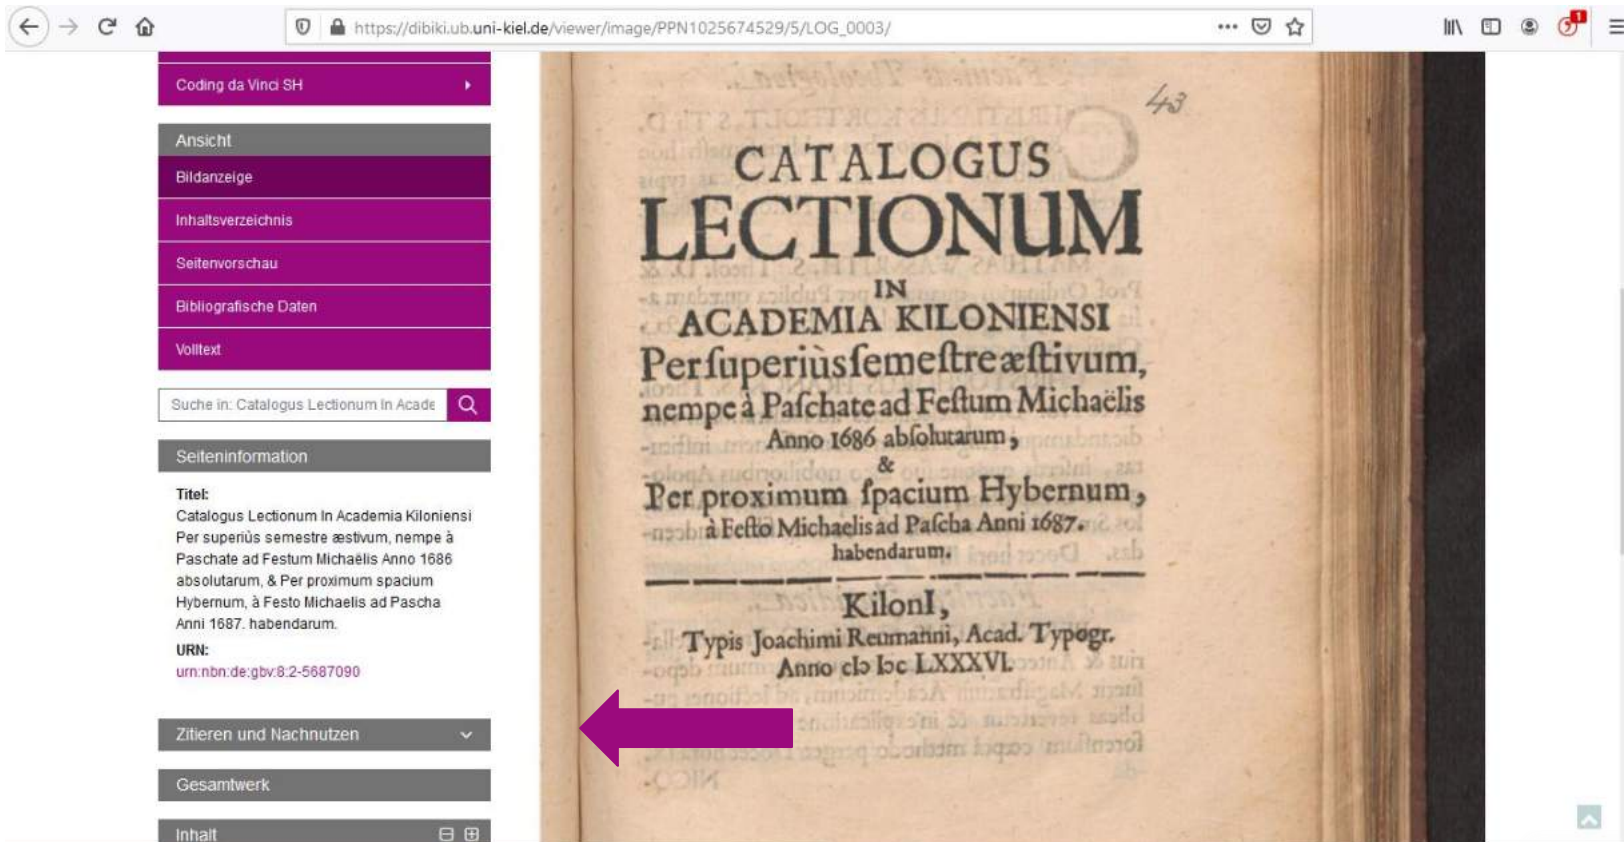 https://dibiki.ub.uni-kiel.de/viewer/image/PPN1025674529/5/LOG_0003/
1
Coding da Vinci SH
Ansicht
Bildanzeige
Inhaltsverzeichnis
Seitenvorschau
Bibliografische Daten
Volltext
Suche in: Catalogus Lectionum In Acade
Seiteninformation
Titel:
Catalogus Lectionum In Academia Kiloniensi
Per superiùs semestre æstivum, nempe à
Paschate ad Festum Michaëlis Anno 1686
absolutarum, & Per proximum spacium
Hybernum, à Festo Michaelis ad Pascha
Anni 1687. habendarum.
URN:
urn:nbn:de:gbv:8:2-5687090
Zitieren und Nachnutzen
Gesamtwerk
Inhalt
43
CATALOGUS
LECTIONUM
IN
ACADEMIA KILONIENSI
Per ſuperiùs ſemeſtre æſtivum,
nempe à Paſchate ad Feſtum Michaëlis
Anno 1686 abſolutarum,
&
Per proximum ſpacium Hybernum,
à Feſto Michaelis ad Paſcha Anni 1687.
habendarum.
KilonI,
Typis Joachimi Reumanni, Acad. Typogr.
Anno cIɔ Iɔc LXXXVI.